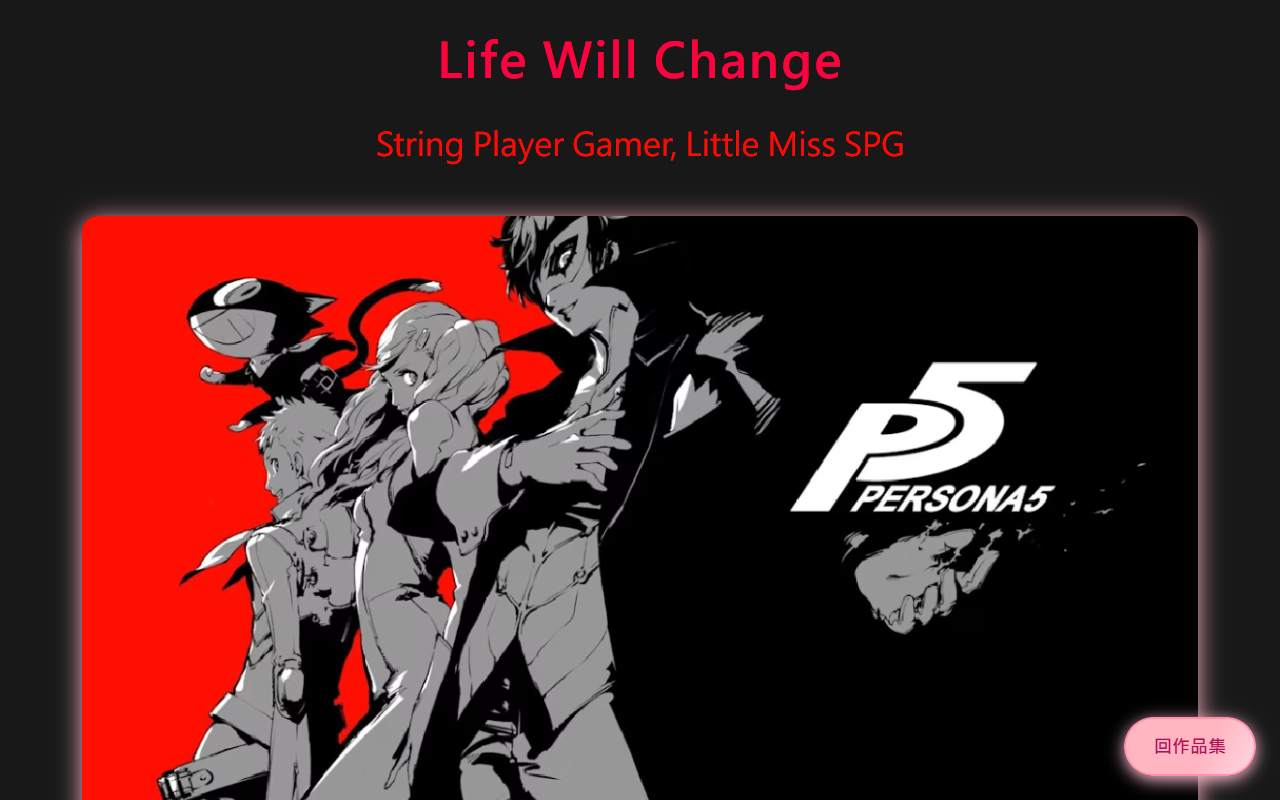 Life Will Change
String Player Gamer, Little Miss SPG
P5
PERSONA5
回作品集